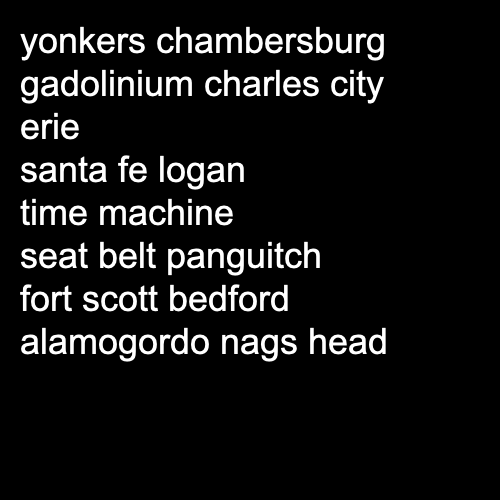 yonkers chambersburg
gadolinium charles city
erie
santa fe logan
time machine
seat belt panguitch
fort scott bedford
alamogordo nags head